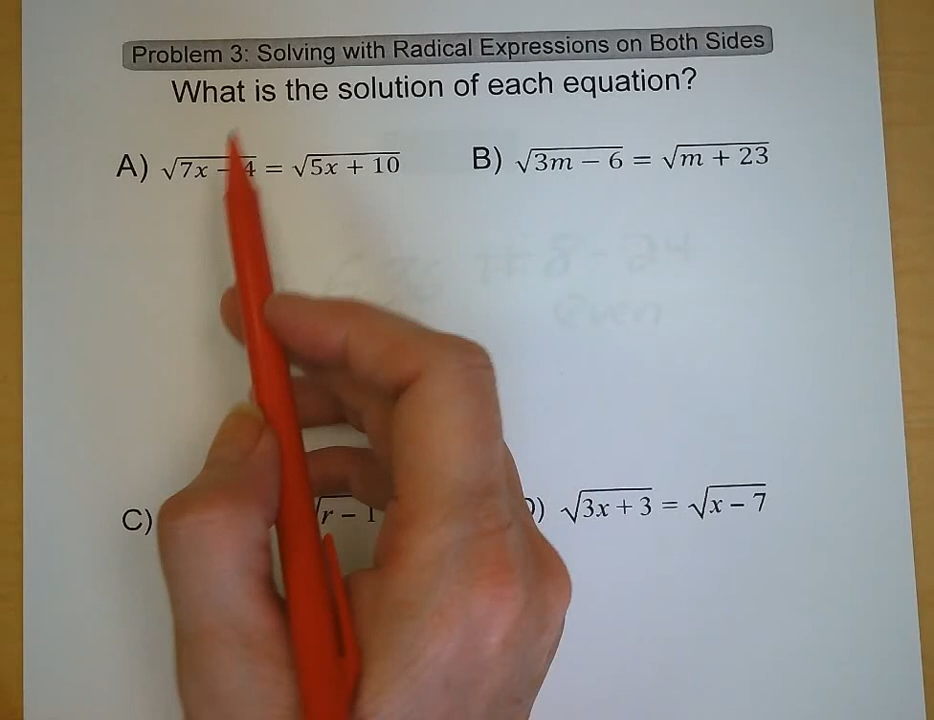 Problem 3: Solving with Radical Expressions on Both Sides
What is the solution of each equation?
A) √7x − 4 = √5x + 10
B) √3m − 6 = √m + 23
C) √r − 1
D) √3x + 3 = √x − 7